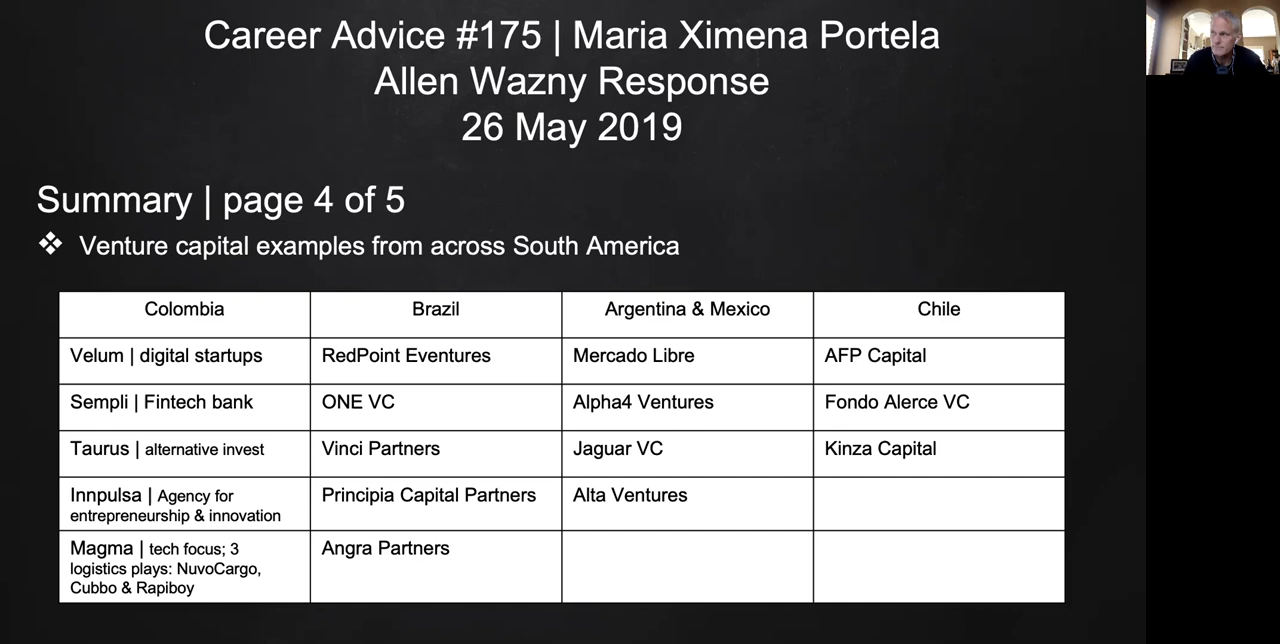 Career Advice #175 | Maria Ximena Portela
Allen Wazny Response
26 May 2019
Summary | page 4 of 5
❖ Venture capital examples from across South America
Colombia
Brazil
Argentina & Mexico
Chile
Velum | digital startups
RedPoint Eventures
Mercado Libre
AFP Capital
Sempli | Fintech bank
ONE VC
Alpha4 Ventures
Fondo Alerce VC
Taurus | alternative invest
Vinci Partners
Jaguar VC
Kinza Capital
Innpulsa | Agency for
entrepreneurship & innovation
Principia Capital Partners
Alta Ventures
Magma | tech focus; 3
logistics plays: NuvoCargo,
Cubbo & Rapiboy
Angra Partners